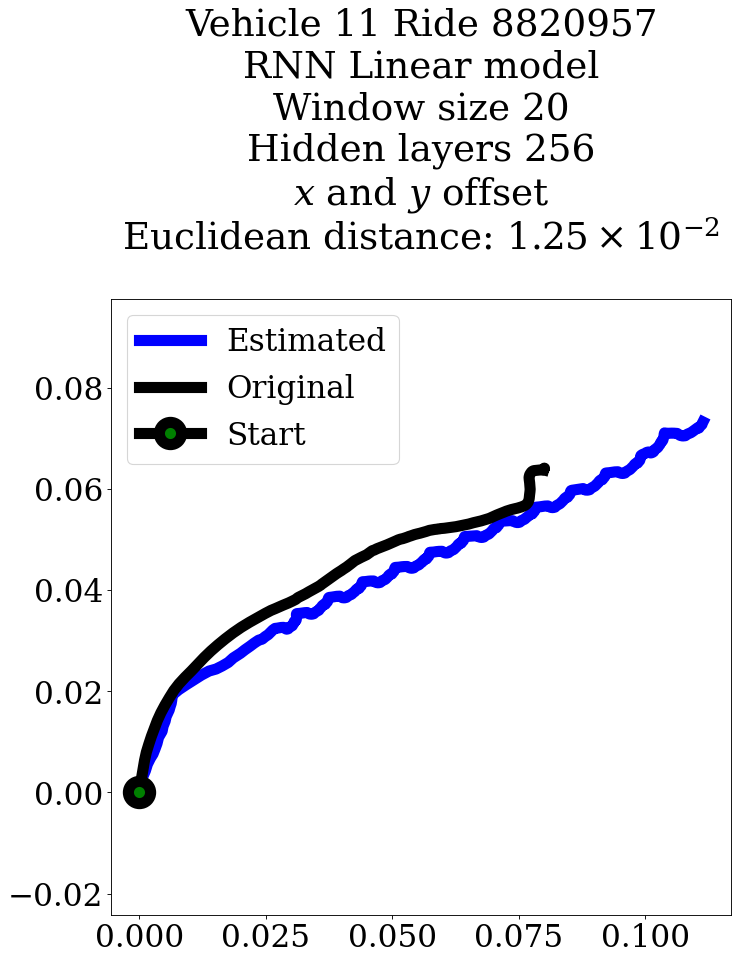 Vehicle 11 Ride 8820957
RNN Linear model
Window size 20
Hidden layers 256
x and y offset
Euclidean distance: 1.25 × 10⁻²
Estimated
Original
Start
0.08
0.06
0.04
0.02
0.00
−0.02
0.000 0.025 0.050 0.075 0.100